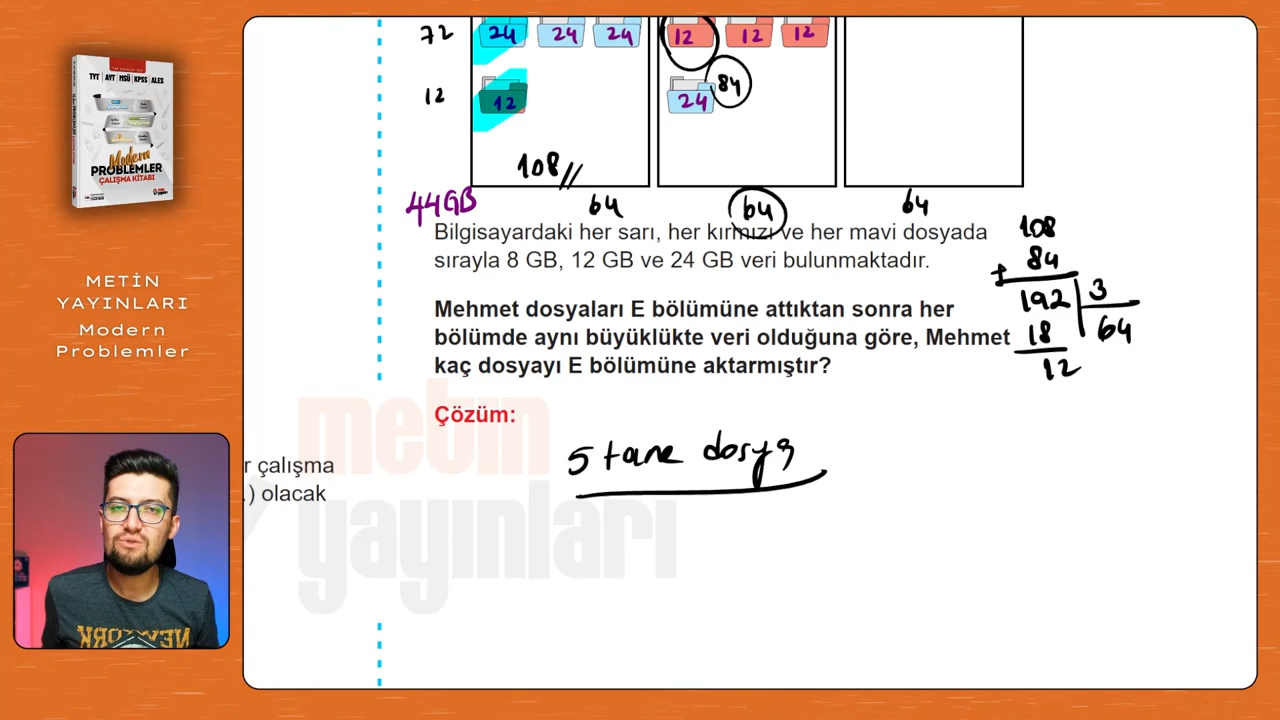 TYT | AYT | MSÜ | KPSS | ALES
Modern
PROBLEMLER
ÇALIŞMA KİTABI
METİN
YAYINLARI
Modern
Problemler
72 24 24 24 12 12 12
12 12 24 84
108
44GB 64 64 64
Bilgisayardaki her sarı, her kırmızı ve her mavi dosyada
sırayla 8 GB, 12 GB ve 24 GB veri bulunmaktadır.
108
+ 84
192 3
18 64
12
Mehmet dosyaları E bölümüne attıktan sonra her
bölümde aynı büyüklükte veri olduğuna göre, Mehmet
kaç dosyayı E bölümüne aktarmıştır?
Çözüm:
5 tane dosya
r çalışma
.) olacak
metin
yayınları